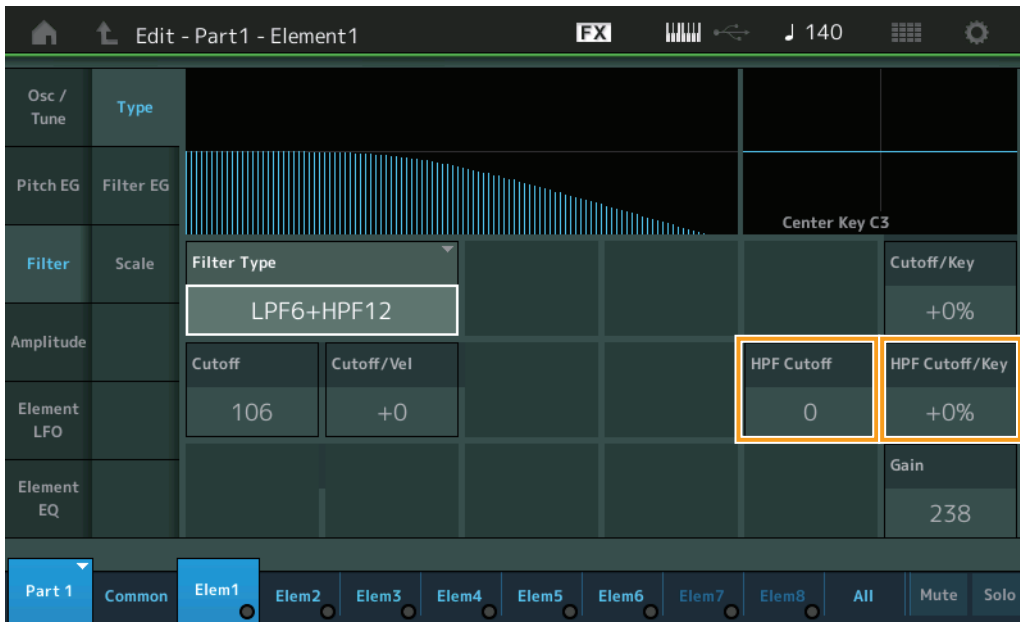 Edit - Part1 - Element1 FX ♩ 140
Osc /
Tune
Type
Pitch EG
Filter EG
Center Key C3
Filter
Scale
Filter Type
LPF6+HPF12
Cutoff/Key
+0%
Amplitude
Cutoff
106
Cutoff/Vel
+0
HPF Cutoff
0
HPF Cutoff/Key
+0%
Element
LFO
Gain
238
Element
EQ
Part 1 Common Elem1 Elem2 Elem3 Elem4 Elem5 Elem6 Elem7 Elem8 All Mute Solo